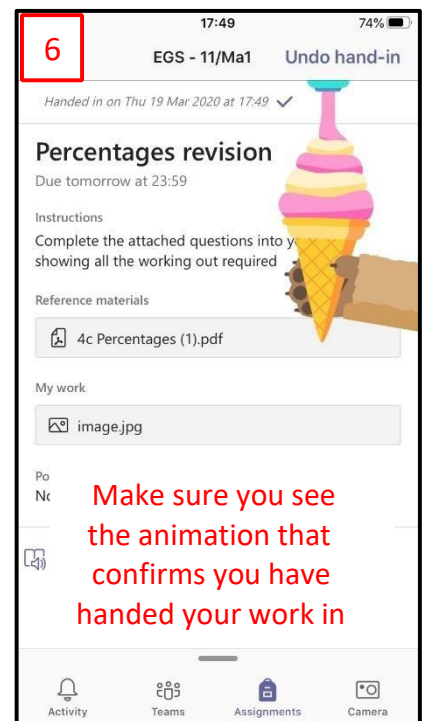 17:49 74%
6
EGS - 11/Ma1 Undo hand-in
Handed in on Thu 19 Mar 2020 at 17:49
Percentages revision
Due tomorrow at 23:59
Instructions
Complete the attached questions into
showing all the working out required
Reference materials
4c Percentages (1).pdf
My work
image.jpg
Make sure you see
the animation that
confirms you have
handed your work in
Activity Teams Assignments Camera